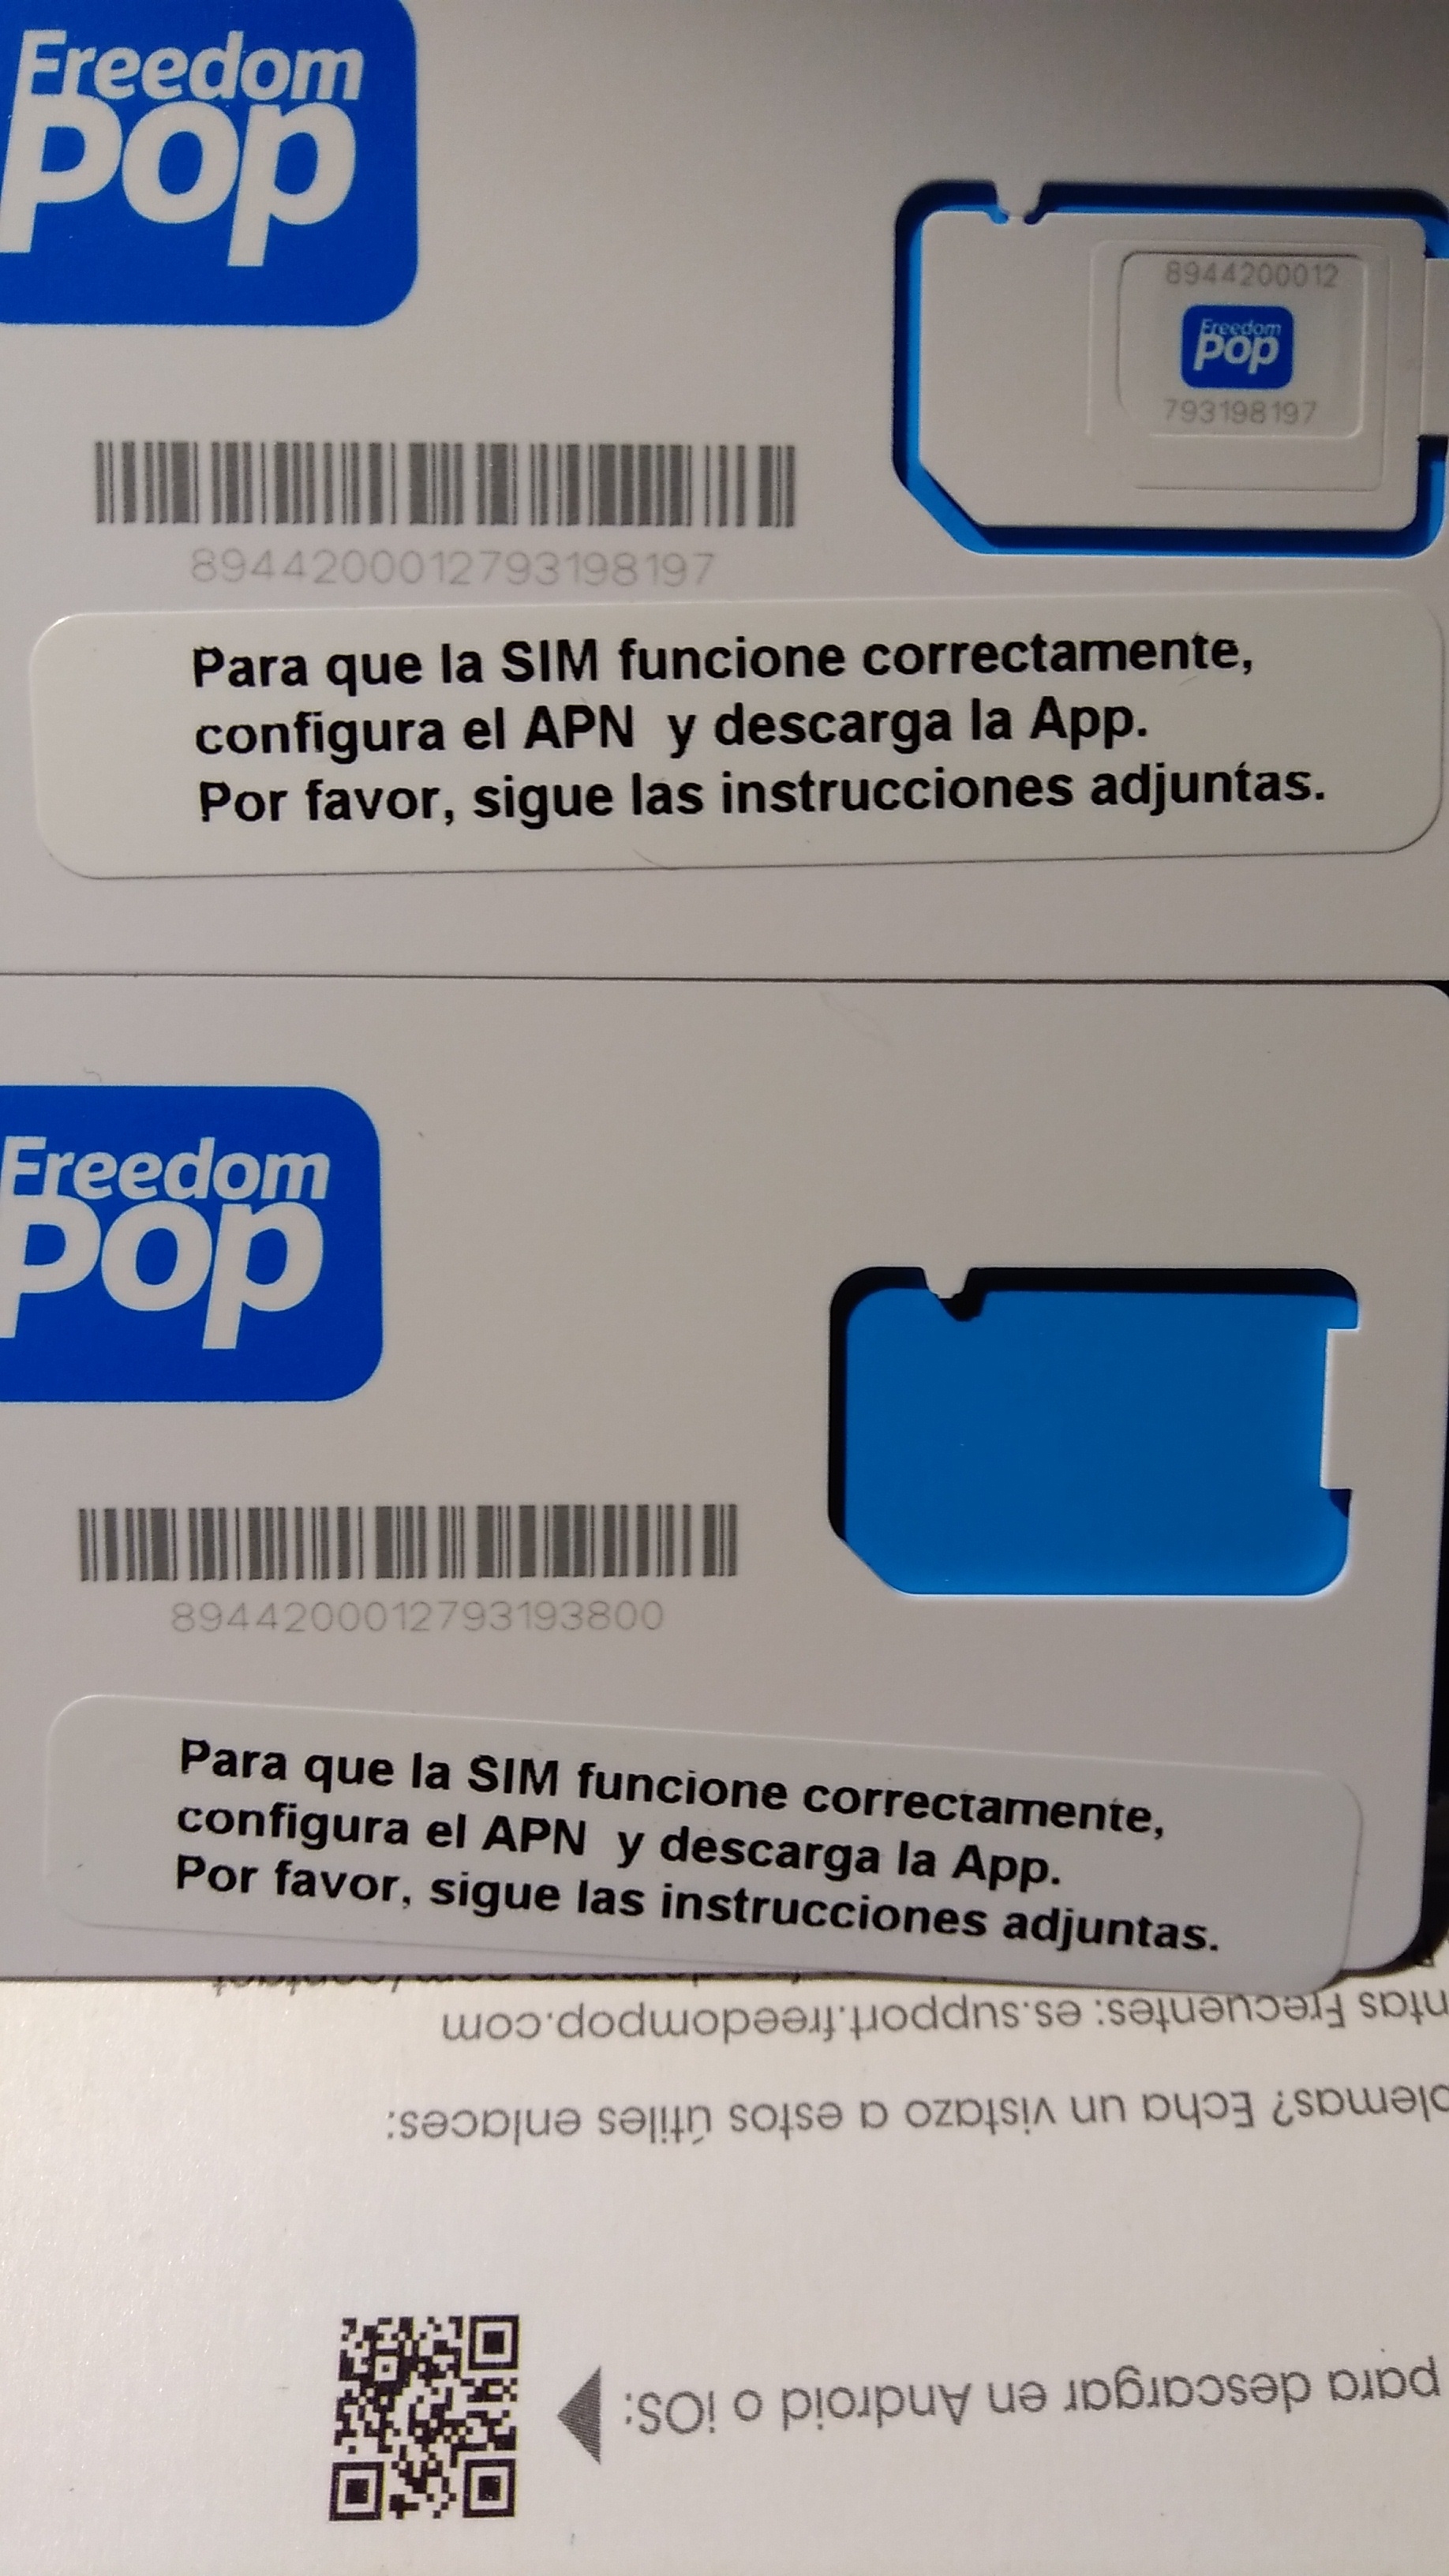 Freedom
Pop
8944200012
Freedom
Pop
793198197
8944200012793198197
Para que la SIM funcione correctamente,
configura el APN y descarga la App.
Por favor, sigue las instrucciones adjuntas.
Freedom
Pop
8944200012793193800
Para que la SIM funcione correctamente,
configura el APN y descarga la App.
Por favor, sigue las instrucciones adjuntas.
para descargar en Android o iOS:
Echa un vistazo a estos útiles enlaces:
Frecuentes: es.support.freedompop.com